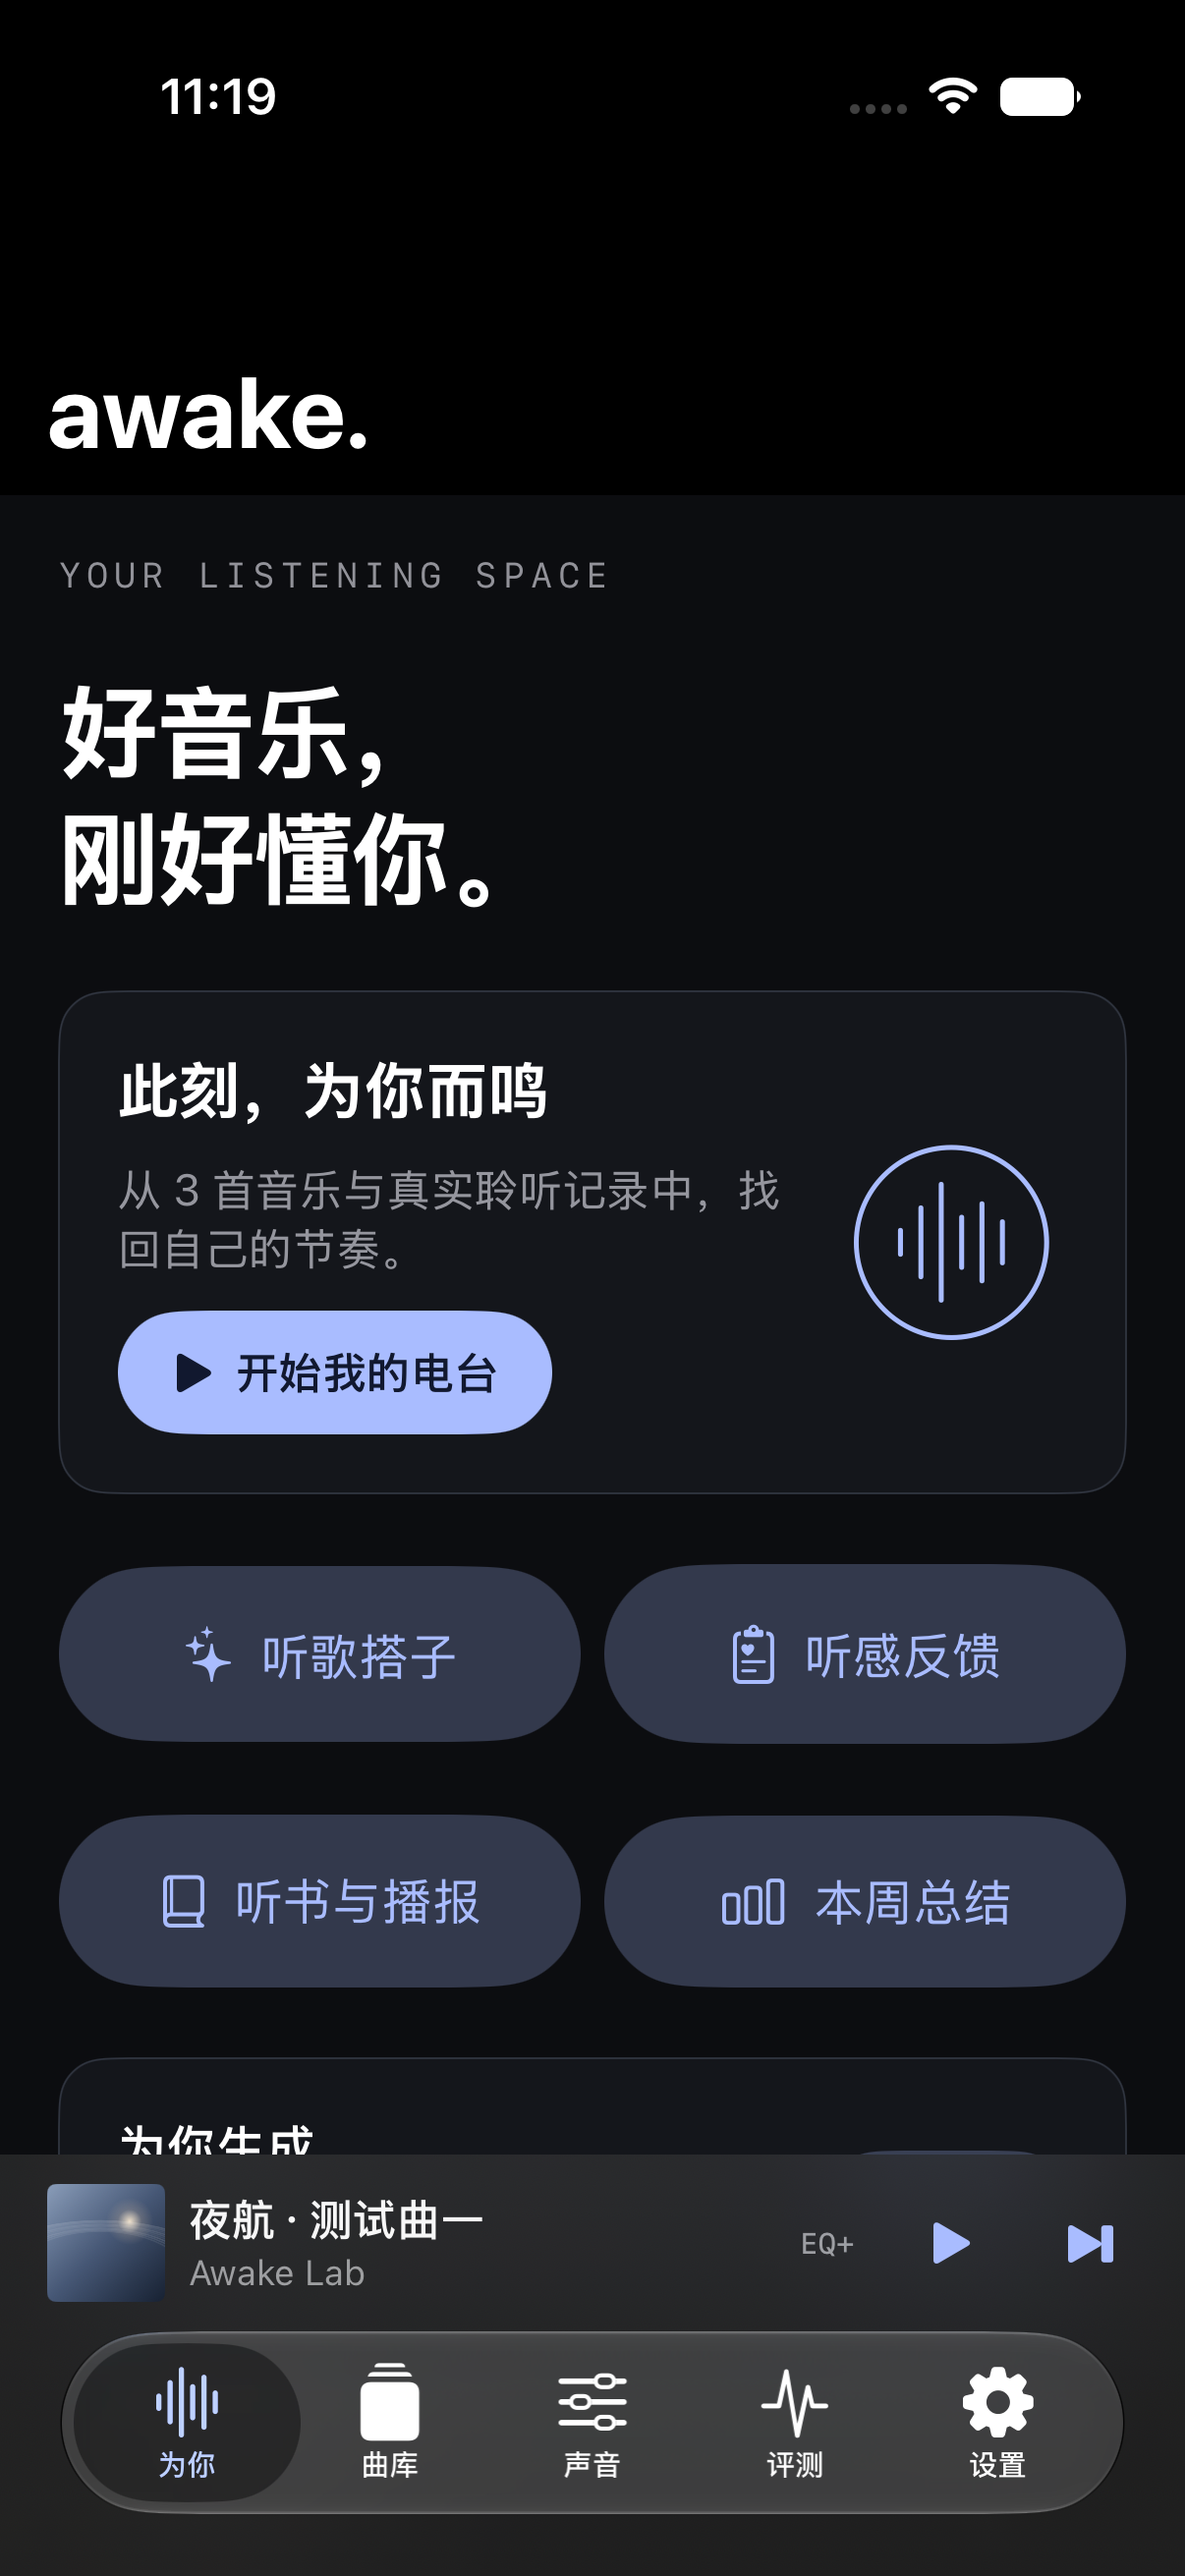 11:19
awake.
YOUR LISTENING SPACE
好音乐，
刚好懂你。
此刻，为你而鸣
从 3 首音乐与真实聆听记录中，找
回自己的节奏。
开始我的电台
听歌搭子
听感反馈
听书与播报
本周总结
为你生成
夜航 · 测试曲一
Awake Lab
EQ+
为你
曲库
声音
评测
设置